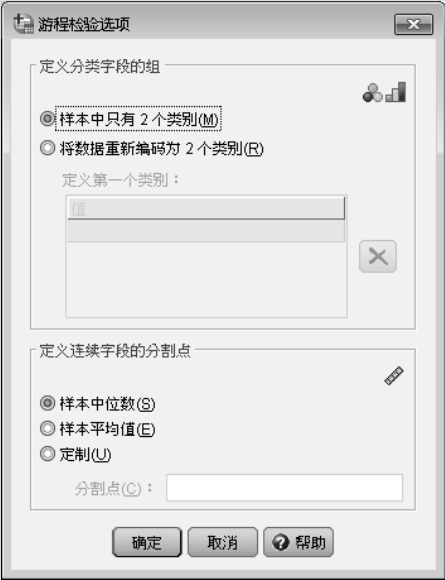 游程检验选项
定义分类字段的组
样本中只有 2 个类别(M)
将数据重新编码为 2 个类别(R)
定义第一个类别：
值
定义连续字段的分割点
样本中位数(S)
样本平均值(E)
定制(U)
分割点(C)：
确定 取消 帮助